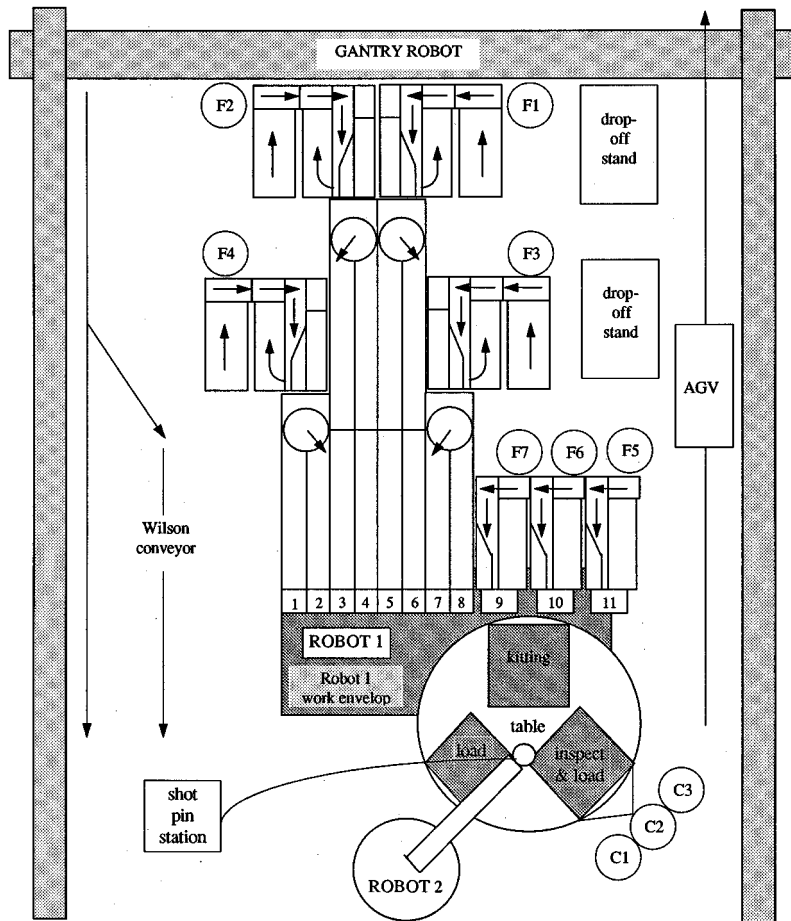 GANTRY ROBOT
F2
F1
drop-
off
stand
F4
F3
drop-
off
stand
AGV
F7
F6
F5
Wilson
conveyor
1
2
3
4
5
6
7
8
9
10
11
ROBOT 1
Robot 1
work envelop
kitting
table
load
inspect
& load
shot
pin
station
C3
C2
C1
ROBOT 2